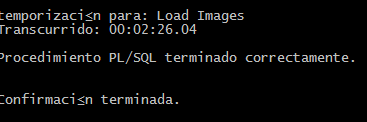 temporizaci≤n para: Load Images
Transcurrido: 00:02:26.04
Procedimiento PL/SQL terminado correctamente.
Confirmaci≤n terminada.